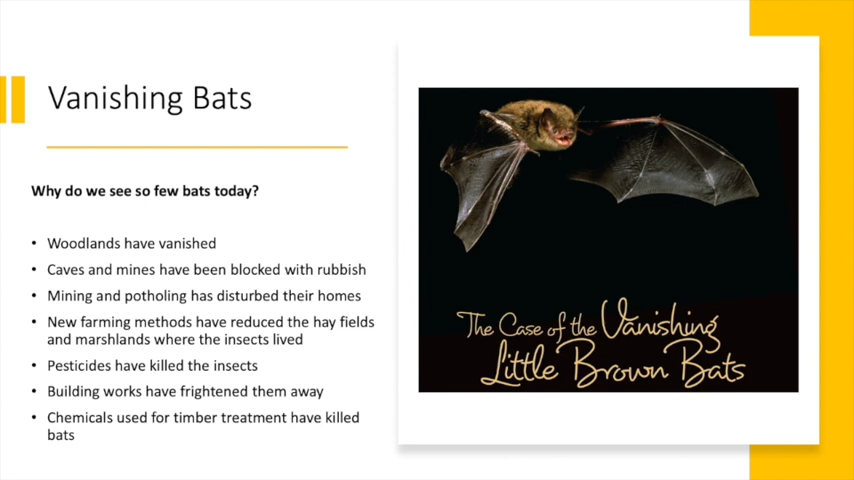 Vanishing Bats
Why do we see so few bats today?
• Woodlands have vanished
• Caves and mines have been blocked with rubbish
• Mining and potholing has disturbed their homes
• New farming methods have reduced the hay fields
and marshlands where the insects lived
• Pesticides have killed the insects
• Building works have frightened them away
• Chemicals used for timber treatment have killed
bats
The Case of the Vanishing
Little Brown Bats